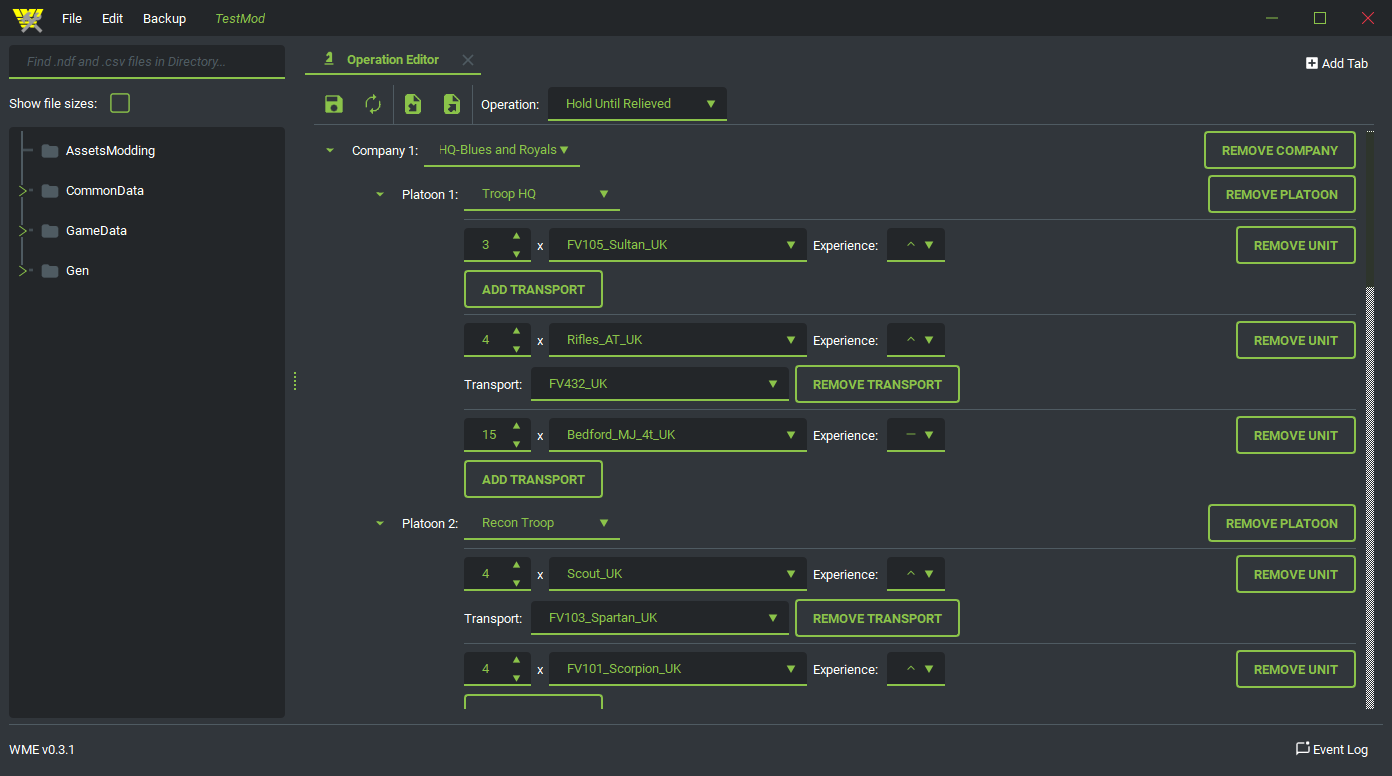 File Edit Backup TestMod
Find .ndf and .csv files in Directory...
Show file sizes:
AssetsModding
CommonData
GameData
Gen
Operation Editor
Add Tab
Operation: Hold Until Relieved
Company 1: HQ-Blues and Royals REMOVE COMPANY
Platoon 1: Troop HQ REMOVE PLATOON
3 x FV105_Sultan_UK Experience: REMOVE UNIT
ADD TRANSPORT
4 x Rifles_AT_UK Experience: REMOVE UNIT
Transport: FV432_UK REMOVE TRANSPORT
15 x Bedford_MJ_4t_UK Experience: REMOVE UNIT
ADD TRANSPORT
Platoon 2: Recon Troop REMOVE PLATOON
4 x Scout_UK Experience: REMOVE UNIT
Transport: FV103_Spartan_UK REMOVE TRANSPORT
4 x FV101_Scorpion_UK Experience: REMOVE UNIT
WME v0.3.1
Event Log